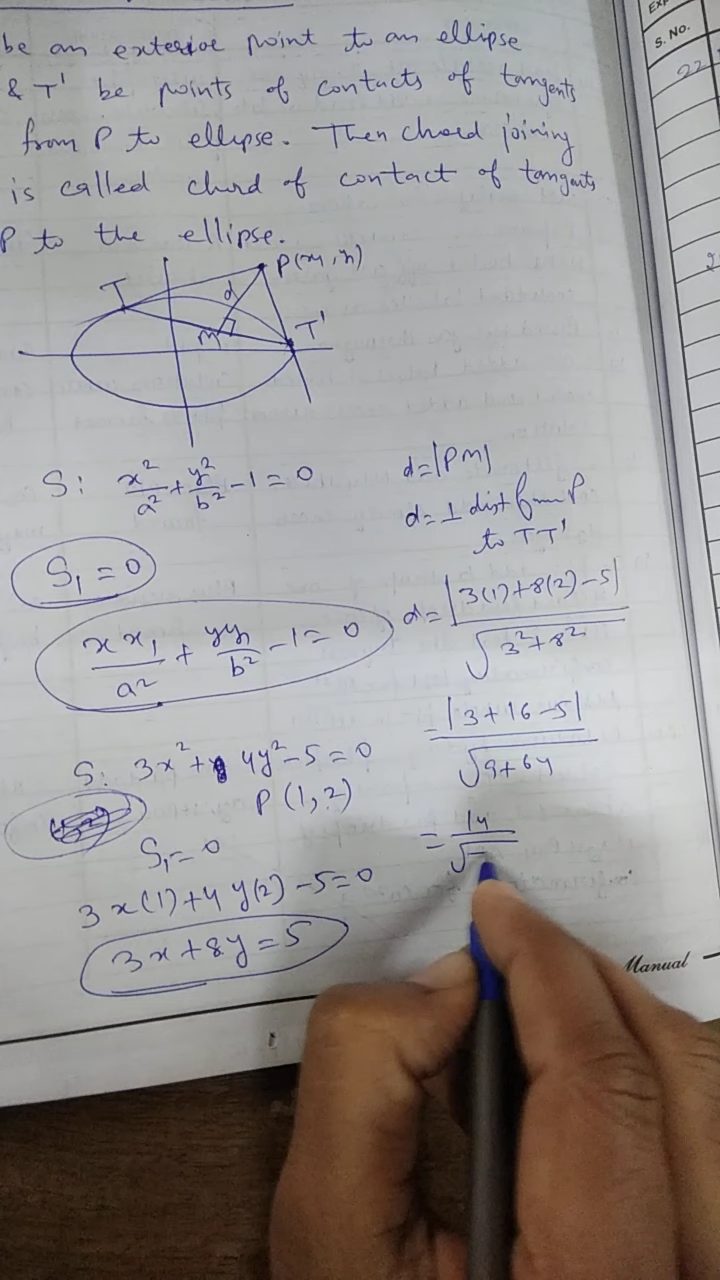 be an exterior point to an ellipse
& T' be points of contacts of tangents
from P to ellipse. Then chord joining
is called chord of contact of tangents
P to the ellipse.
P(x₁, y₁)
T
d
M
T'
S: x²/a² + y²/b² - 1 = 0
S₁ = 0
x x₁/a² + y y₁/b² - 1 = 0
S: 3x² + 4y² - 5 = 0
P (1, 2)
S₁ = 0
3x(1) + 4y(2) - 5 = 0
3x + 8y = 5
d = |PM|
d = ⊥ dist from P
to TT'
d = |3(1) + 8(2) - 5| / √(3² + 8²)
= |3 + 16 - 5| / √(9 + 64)
= 14 / √
Manual
S. No.
22